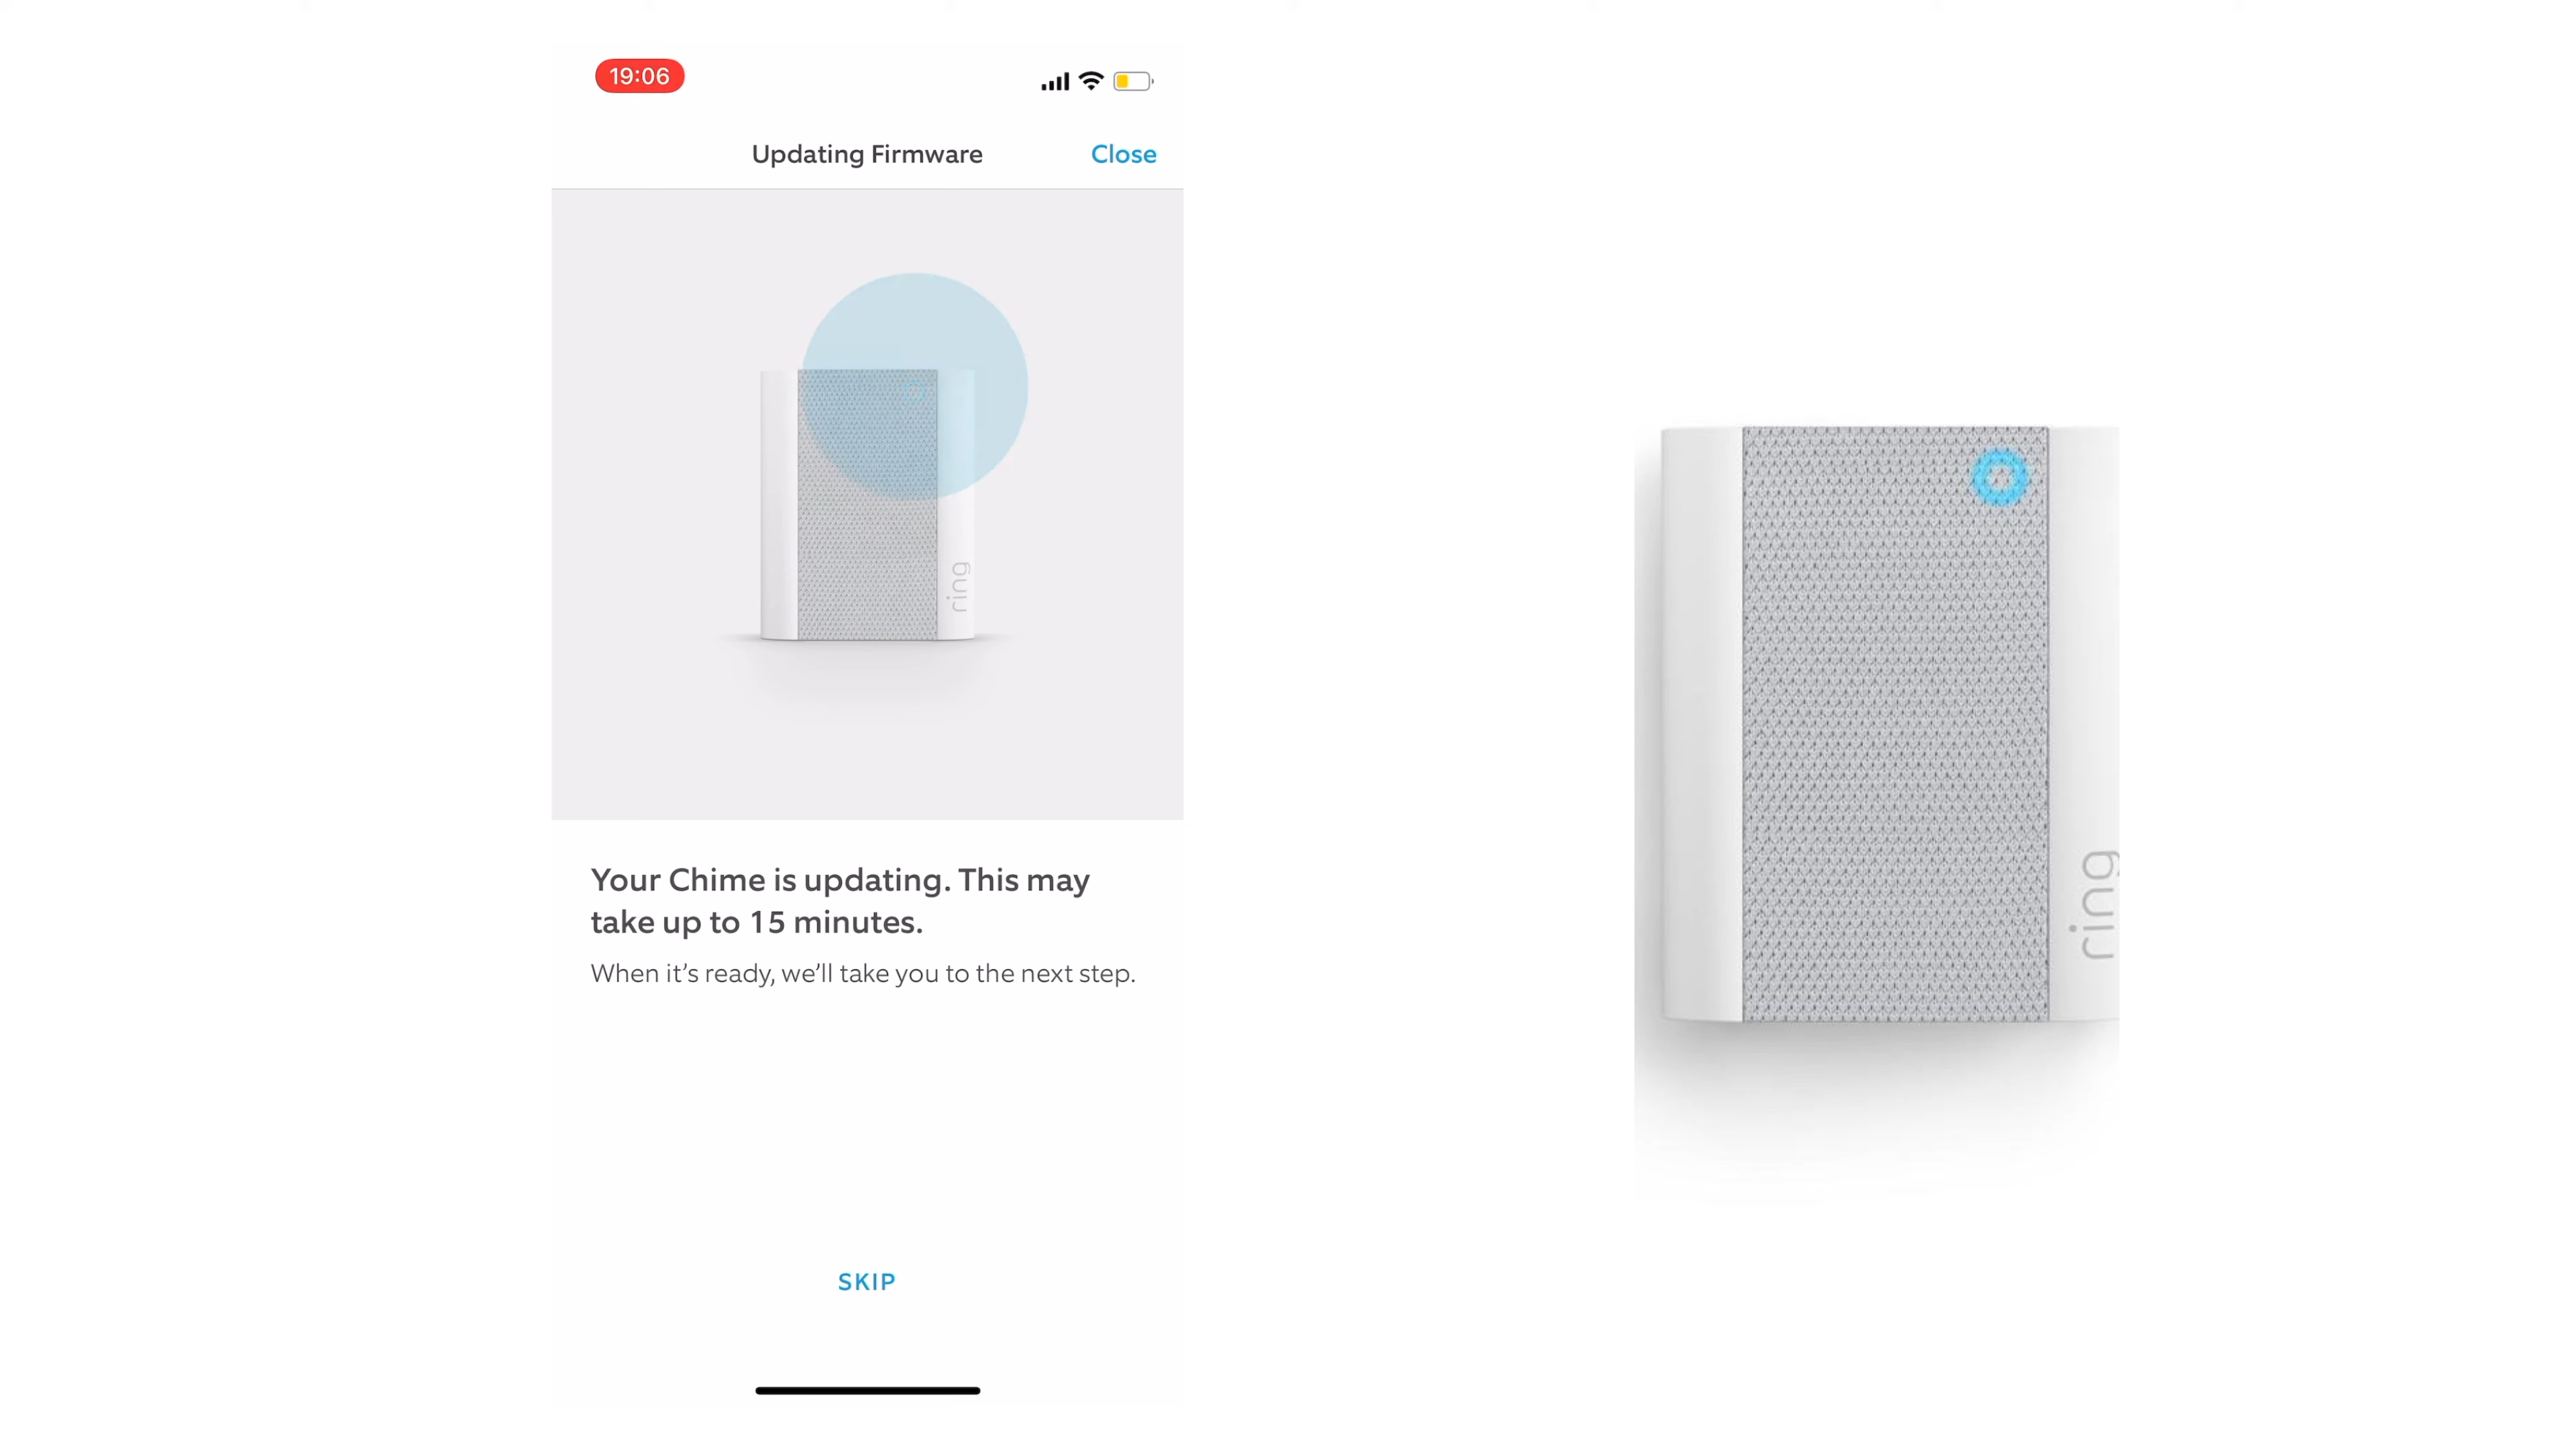 19:06
Updating Firmware
Close
ring
Your Chime is updating. This may
take up to 15 minutes.
When it's ready, we'll take you to the next step.
SKIP
ring